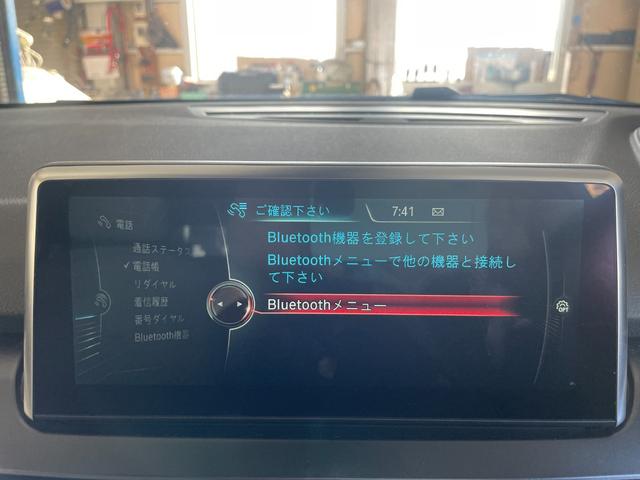 ご確認下さい
7:41
電話
通話ステータス
✓電話帳
リダイヤル
着信履歴
番号ダイヤル
Bluetooth機器
Bluetooth機器を登録して下さい
Bluetoothメニューで他の機器と接続し
て下さい
Bluetoothメニュー
OPT